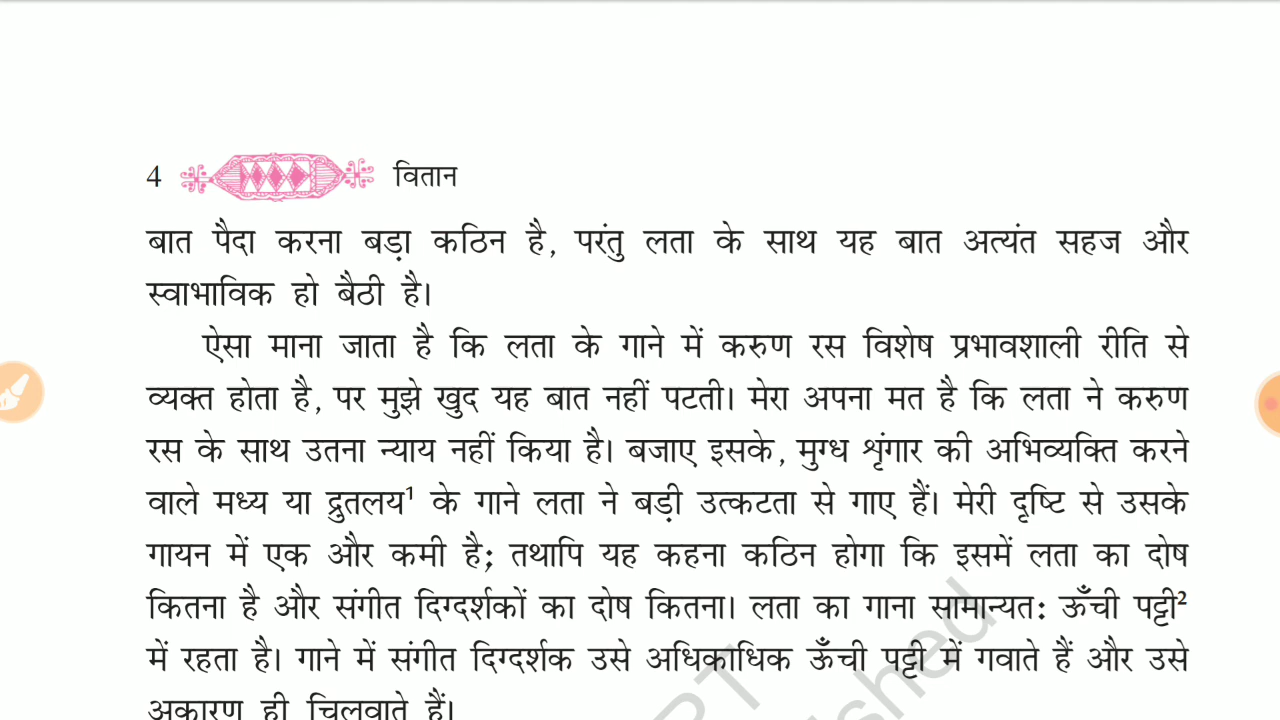 4 वितान
बात पैदा करना बड़ा कठिन है, परंतु लता के साथ यह बात अत्यंत सहज और
स्वाभाविक हो बैठी है।
ऐसा माना जाता है कि लता के गाने में करुण रस विशेष प्रभावशाली रीति से
व्यक्त होता है, पर मुझे खुद यह बात नहीं पटती। मेरा अपना मत है कि लता ने करुण
रस के साथ उतना न्याय नहीं किया है। बजाए इसके, मुग्ध शृंगार की अभिव्यक्ति करने
वाले मध्य या द्रुतलय¹ के गाने लता ने बड़ी उत्कटता से गाए हैं। मेरी दृष्टि से उसके
गायन में एक और कमी है; तथापि यह कहना कठिन होगा कि इसमें लता का दोष
कितना है और संगीत दिग्दर्शकों का दोष कितना। लता का गाना सामान्यतः ऊँची पट्टी²
में रहता है। गाने में संगीत दिग्दर्शक उसे अधिकाधिक ऊँची पट्टी में गवाते हैं और उसे
अकारण ही चिलवाते हैं।